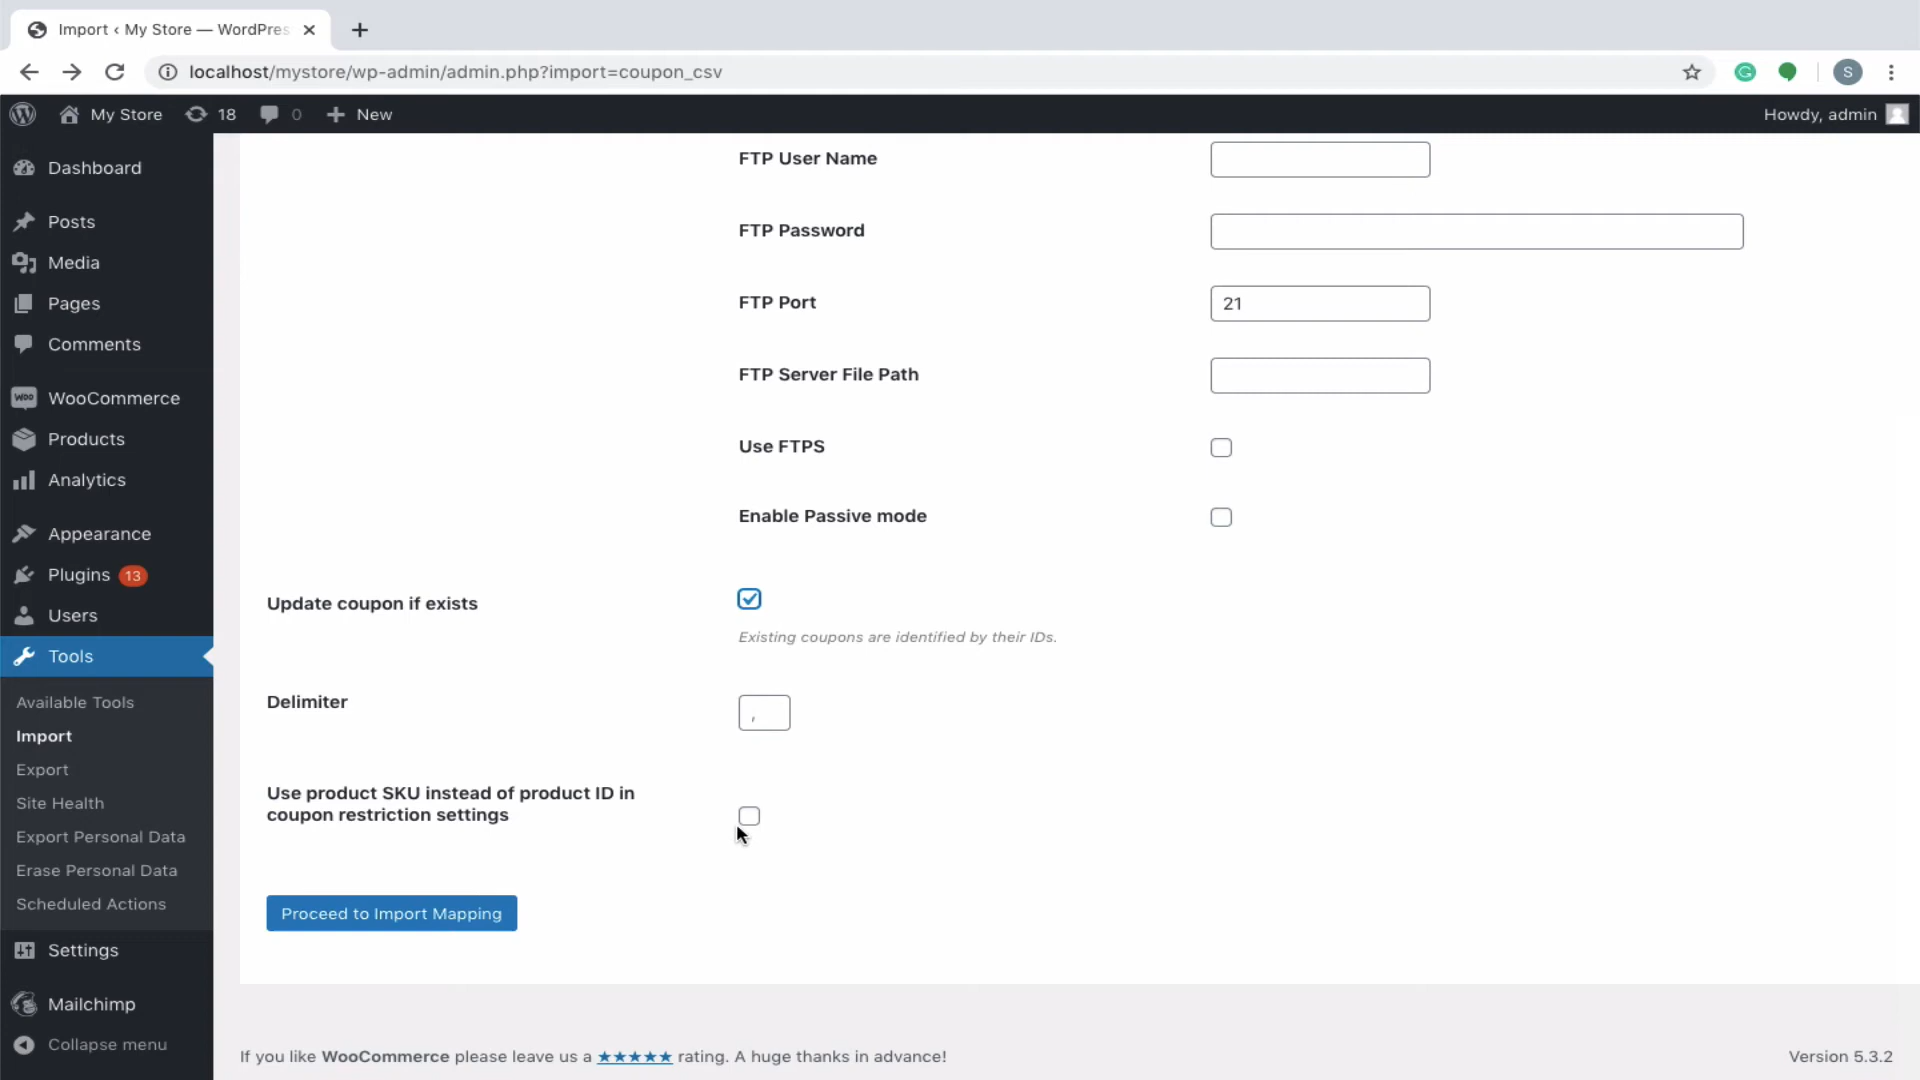 Import ‹ My Store — WordPres
localhost/mystore/wp-admin/admin.php?import=coupon_csv
S
My Store 18 0 New
Howdy, admin
Dashboard
Posts
Media
Pages
Comments
WooCommerce
Products
Analytics
Appearance
Plugins 13
Users
Tools
Available Tools
Import
Export
Site Health
Export Personal Data
Erase Personal Data
Scheduled Actions
Settings
Mailchimp
Collapse menu
FTP User Name
FTP Password
FTP Port
21
FTP Server File Path
Use FTPS
Enable Passive mode
Update coupon if exists
Existing coupons are identified by their IDs.
Delimiter
,
Use product SKU instead of product ID in
coupon restriction settings
Proceed to Import Mapping
If you like WooCommerce please leave us a ★★★★★ rating. A huge thanks in advance!
Version 5.3.2